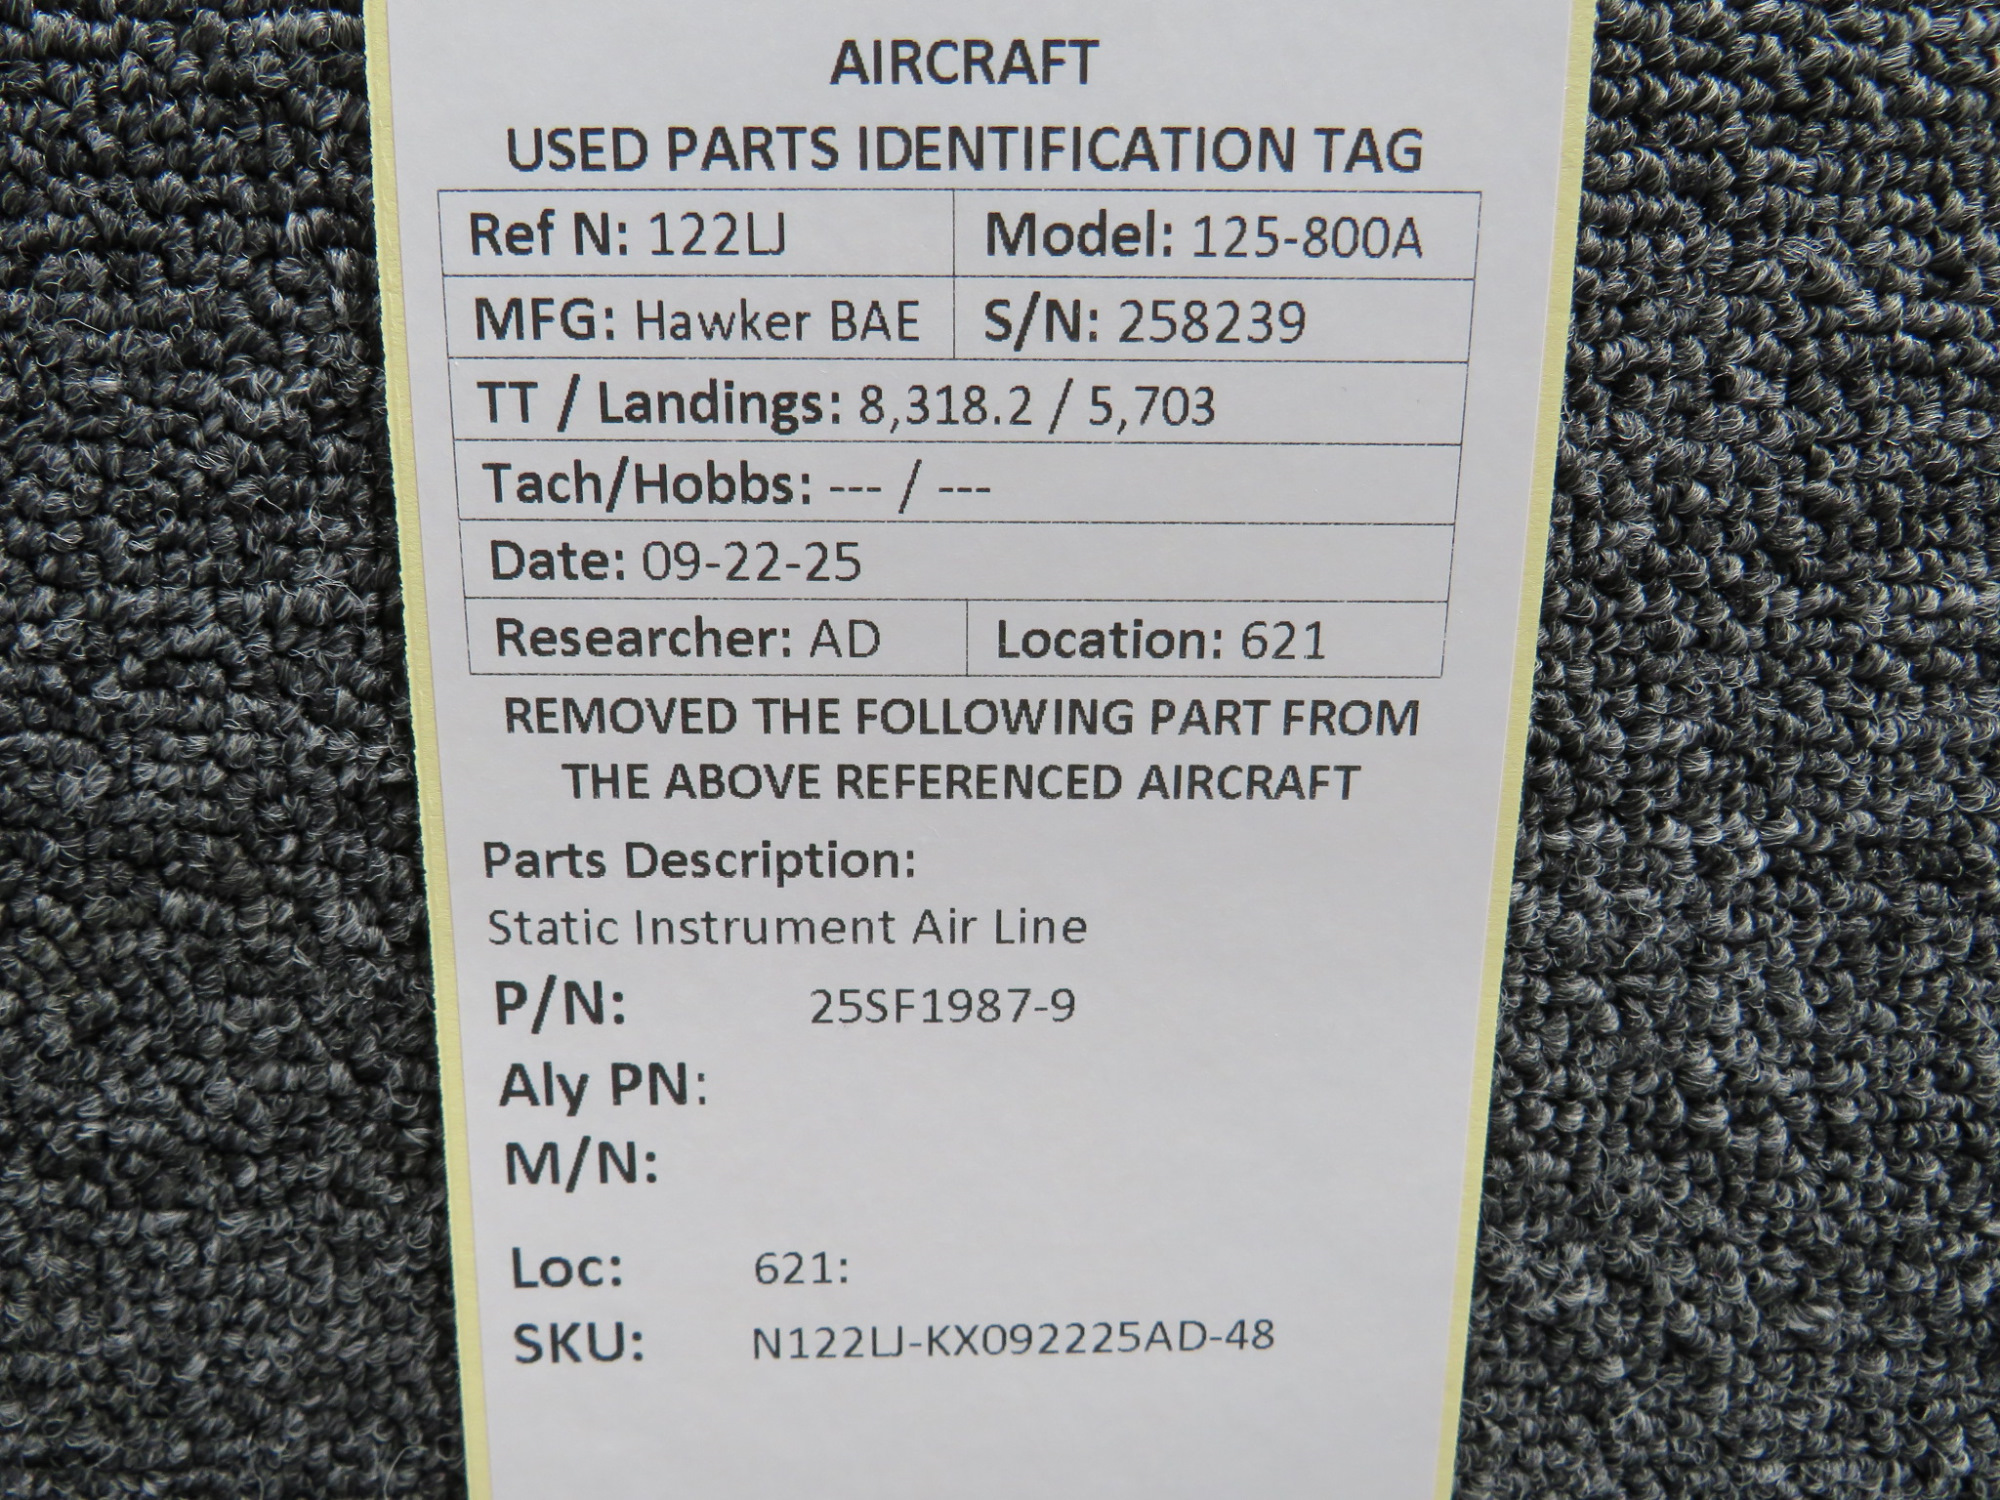 AIRCRAFT
USED PARTS IDENTIFICATION TAG
Ref N: 122LJ Model: 125-800A
MFG: Hawker BAE S/N: 258239
TT / Landings: 8,318.2 / 5,703
Tach/Hobbs: --- / ---
Date: 09-22-25
Researcher: AD Location: 621
REMOVED THE FOLLOWING PART FROM
THE ABOVE REFERENCED AIRCRAFT
Parts Description:
Static Instrument Air Line
P/N: 25SF1987-9
Aly PN:
M/N:
Loc: 621:
SKU: N122LJ-KX092225AD-48